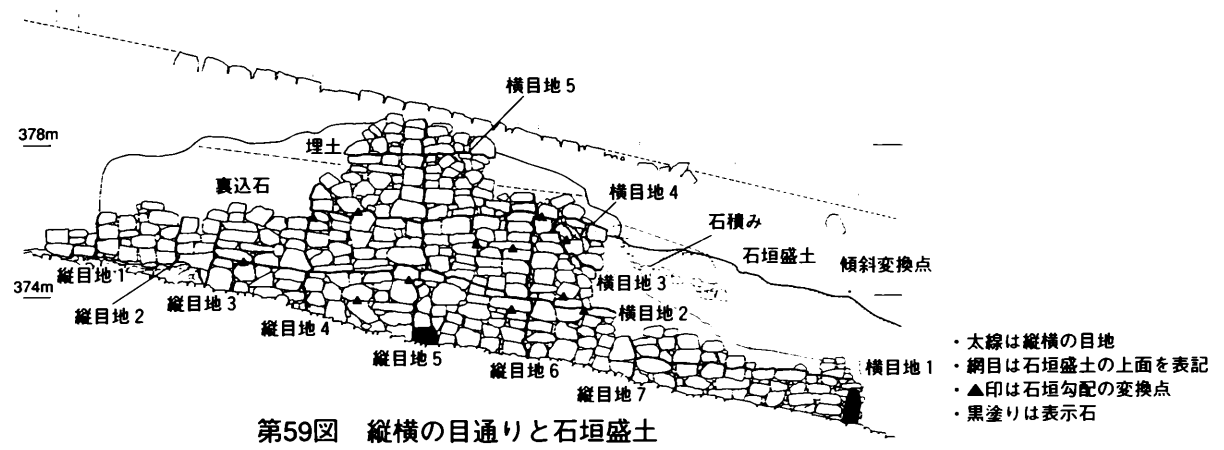 横目地5
378m
埋土
裏込石
横目地4
石積み
石垣盛土
傾斜変換点
374m
縦目地1
縦目地2
縦目地3
縦目地4
縦目地5
縦目地6
縦目地7
横目地3
横目地2
横目地1
・太線は縦横の目地
・網目は石垣盛土の上面を表記
・▲印は石垣勾配の変換点
・黒塗りは表示石
第59図 縦横の目通りと石垣盛土